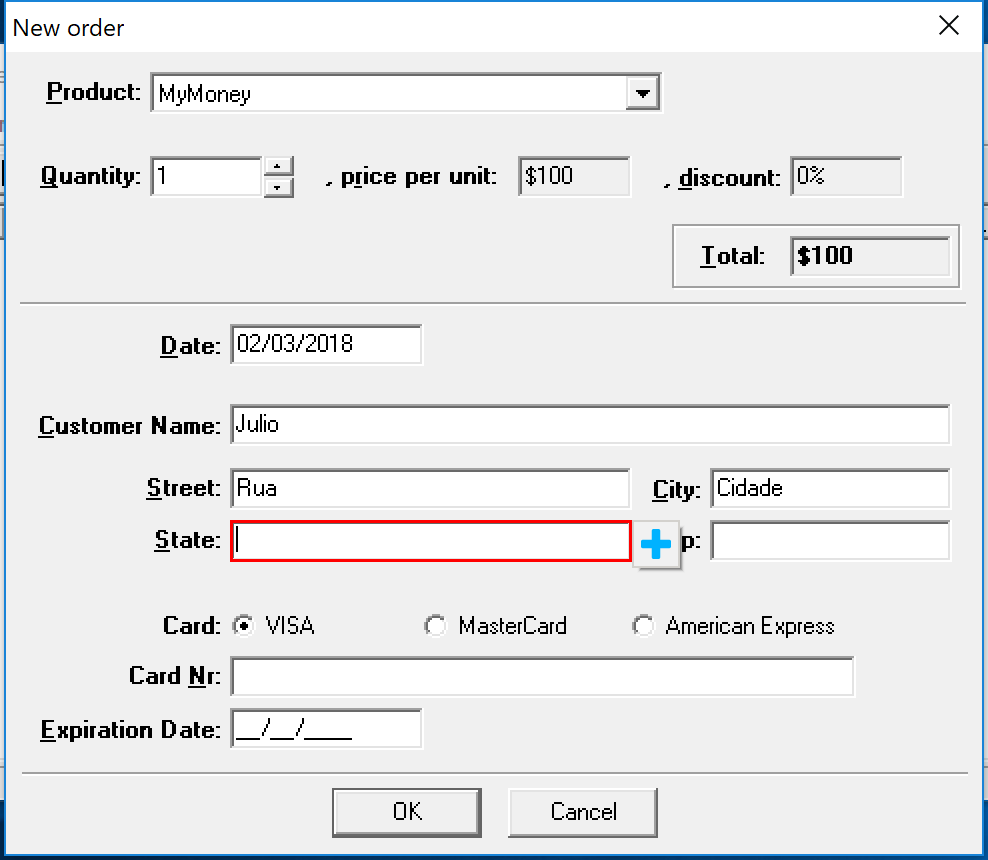 New order
Product: MyMoney
Quantity: 1 , price per unit: $100 , discount: 0%
Total: $100
Date: 02/03/2018
Customer Name: Julio
Street: Rua City: Cidade
State: p:
Card: VISA MasterCard American Express
Card Nr:
Expiration Date: __/__/____
OK Cancel